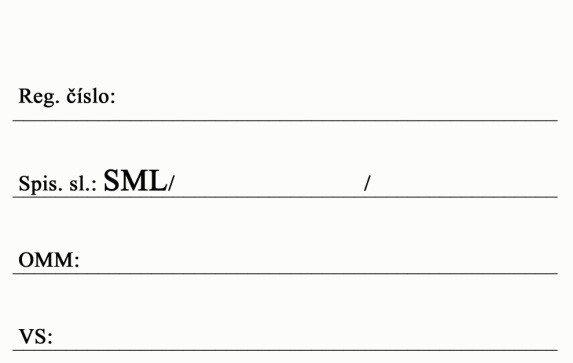 Reg. číslo:
Spis. sl.: SML/ /
OMM:
VS: